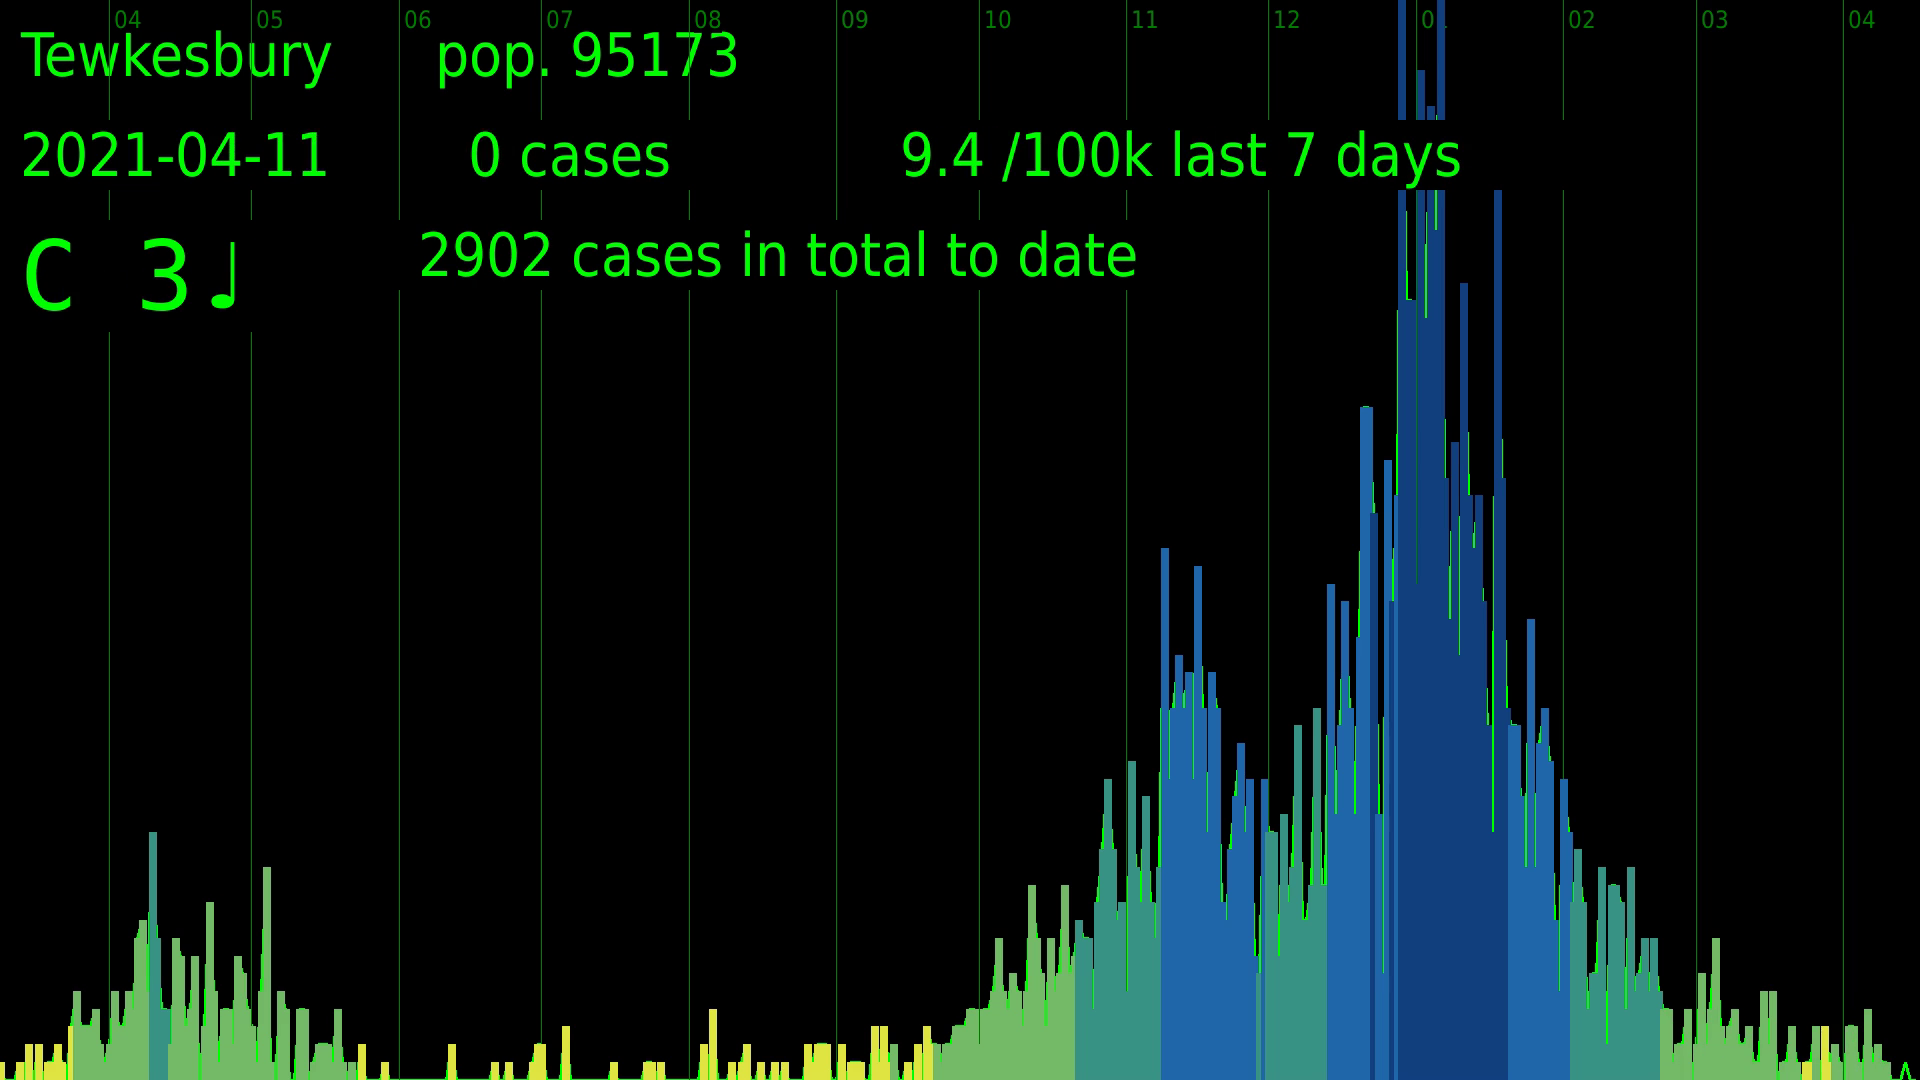 04 05 06 07 08 09 10 11 12 01 02 03 04
Tewkesbury pop. 95173
2021-04-11 0 cases 9.4 /100k last 7 days
C 3♩ 2902 cases in total to date